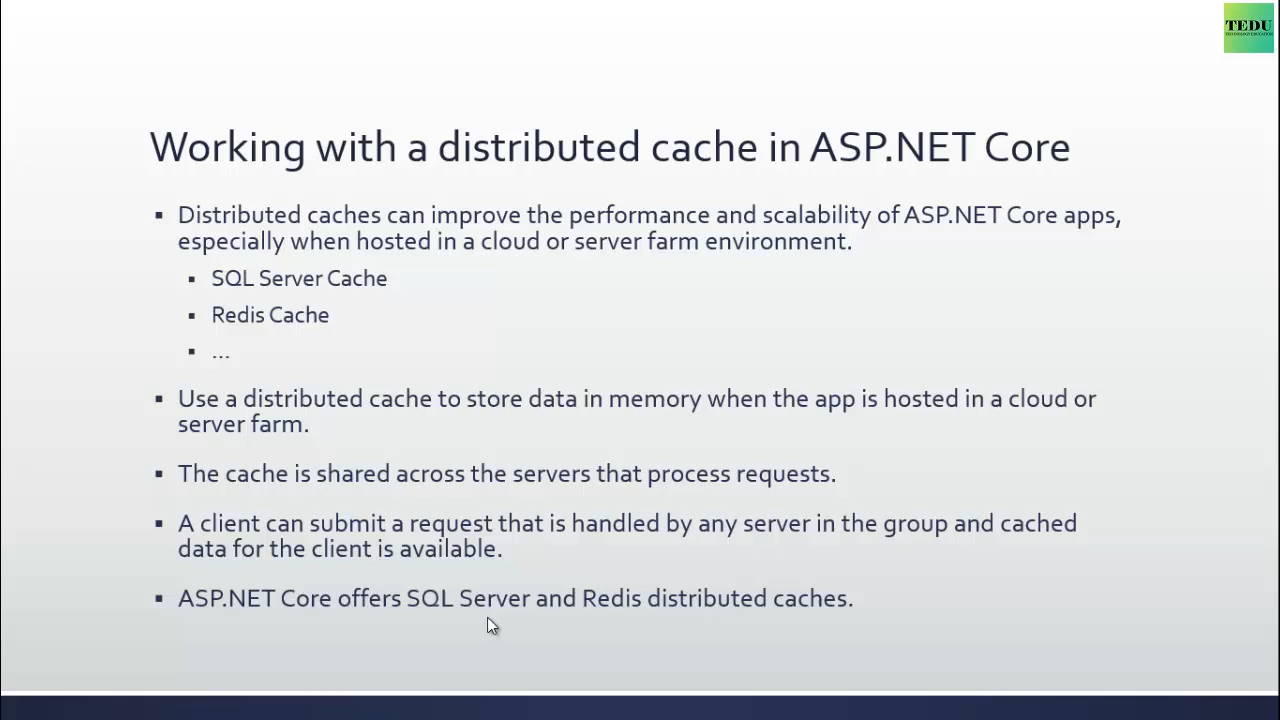 TEDU
Working with a distributed cache in ASP.NET Core
▪ Distributed caches can improve the performance and scalability of ASP.NET Core apps,
especially when hosted in a cloud or server farm environment.
▪ SQL Server Cache
▪ Redis Cache
▪ ...
▪ Use a distributed cache to store data in memory when the app is hosted in a cloud or
server farm.
▪ The cache is shared across the servers that process requests.
▪ A client can submit a request that is handled by any server in the group and cached
data for the client is available.
▪ ASP.NET Core offers SQL Server and Redis distributed caches.